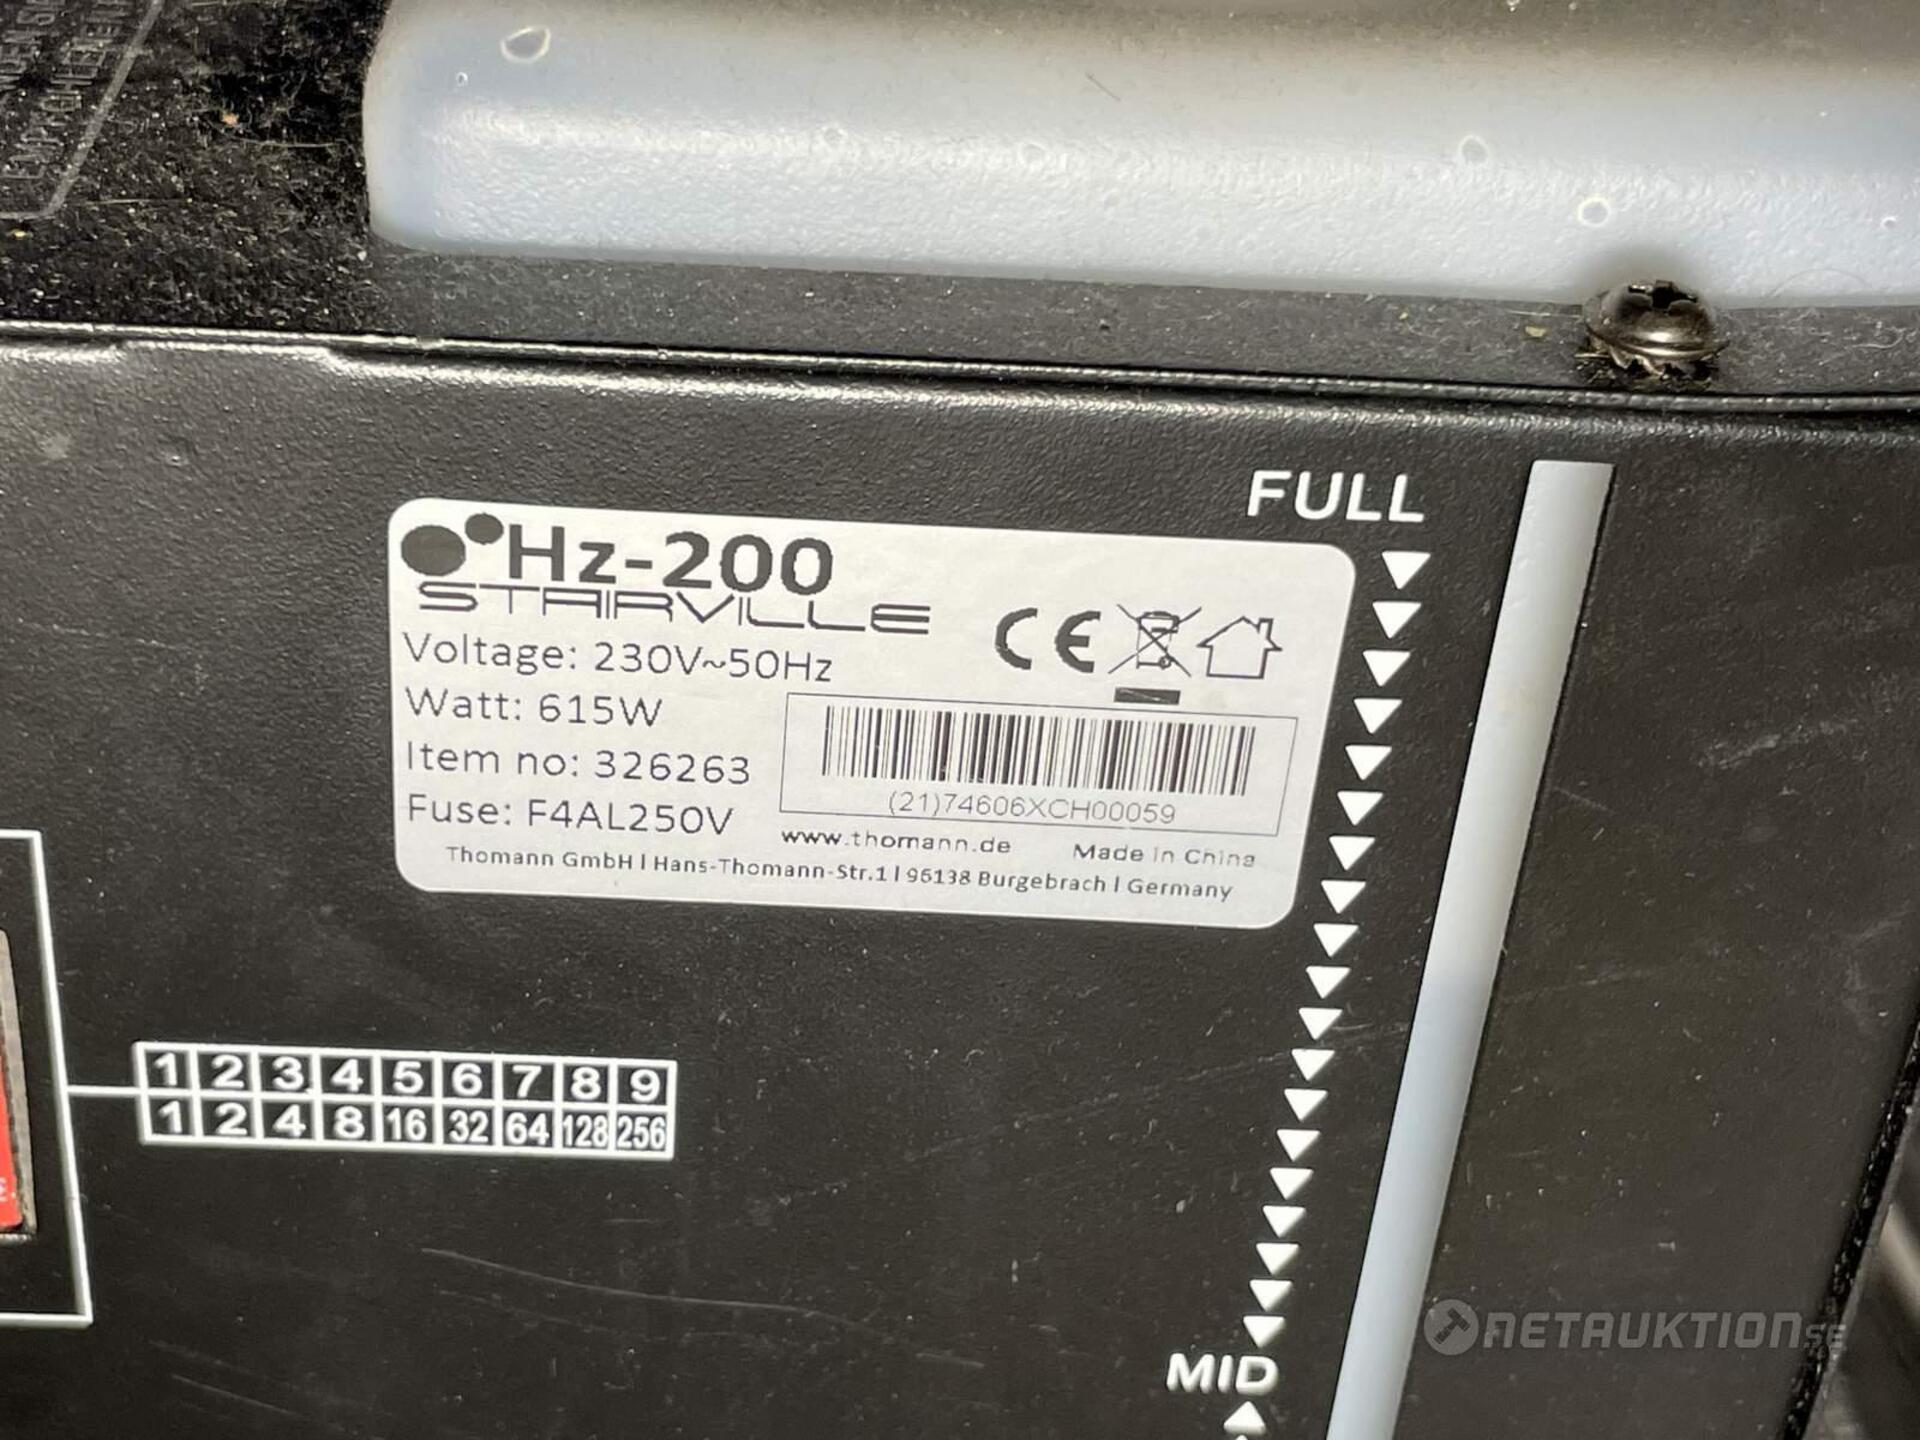 FULL
Hz-200
STAIRVILLE
CE
Voltage: 230V~50Hz
Watt: 615W
Item no: 326263
Fuse: F4AL250V
(21)74606XCH00059
www.thomann.de Made in China
Thomann GmbH I Hans-Thomann-Str.1 I 96138 Burgebrach I Germany
1 2 3 4 5 6 7 8 9
1 2 4 8 16 32 64 128 256
MID
NETAUKTION.SE